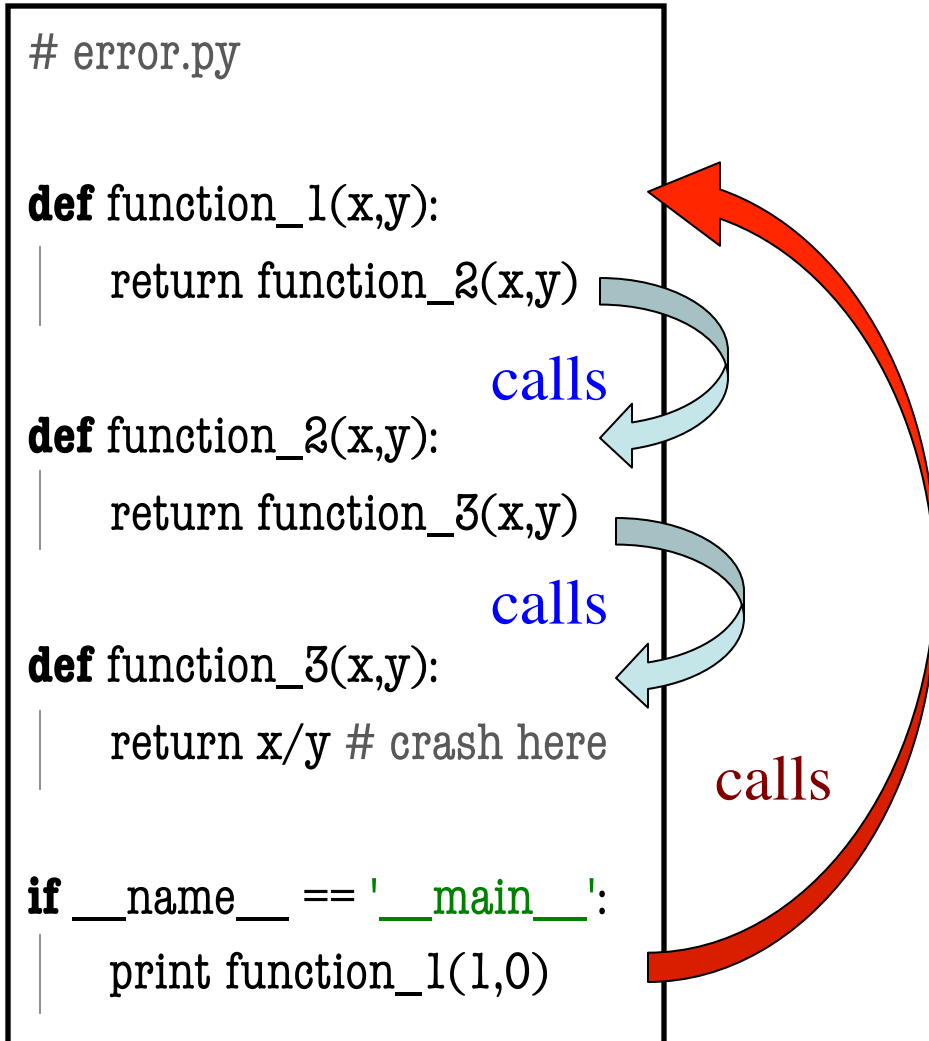 # error.py
def function_1(x,y):
return function_2(x,y)
calls
def function_2(x,y):
return function_3(x,y)
calls
def function_3(x,y):
return x/y # crash here
calls
if __name__ == '__main__':
print function_1(1,0)